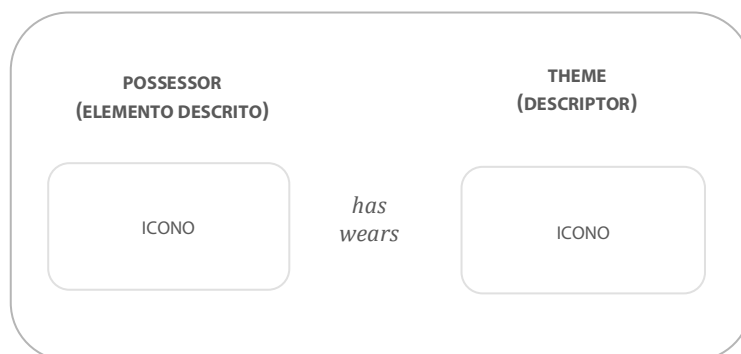 POSSESSOR
(ELEMENTO DESCRITO)
THEME
(DESCRIPTOR)
ICONO
has
wears
ICONO